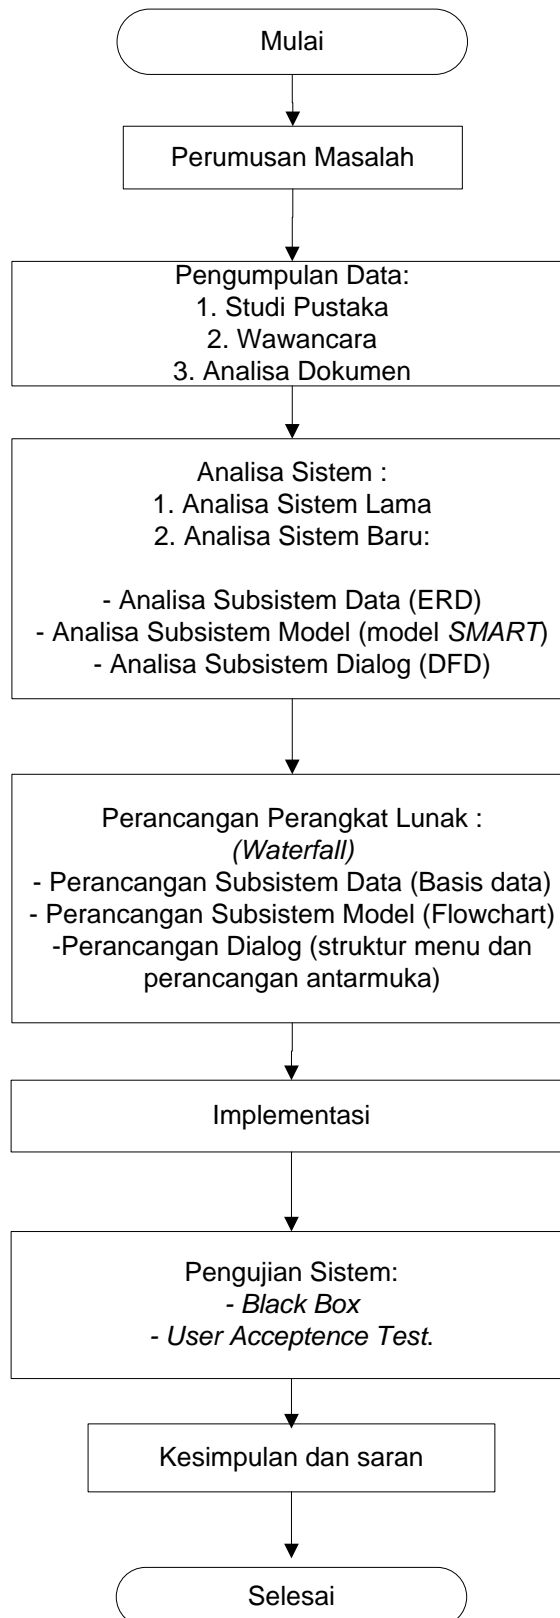 Mulai
Perumusan Masalah
Pengumpulan Data:
1. Studi Pustaka
2. Wawancara
3. Analisa Dokumen
Analisa Sistem :
1. Analisa Sistem Lama
2. Analisa Sistem Baru:
- Analisa Subsistem Data (ERD)
- Analisa Subsistem Model (model SMART)
- Analisa Subsistem Dialog (DFD)
Perancangan Perangkat Lunak :
(Waterfall)
- Perancangan Subsistem Data (Basis data)
- Perancangan Subsistem Model (Flowchart)
-Perancangan Dialog (struktur menu dan
perancangan antarmuka)
Implementasi
Pengujian Sistem:
- Black Box
- User Acceptence Test.
Kesimpulan dan saran
Selesai